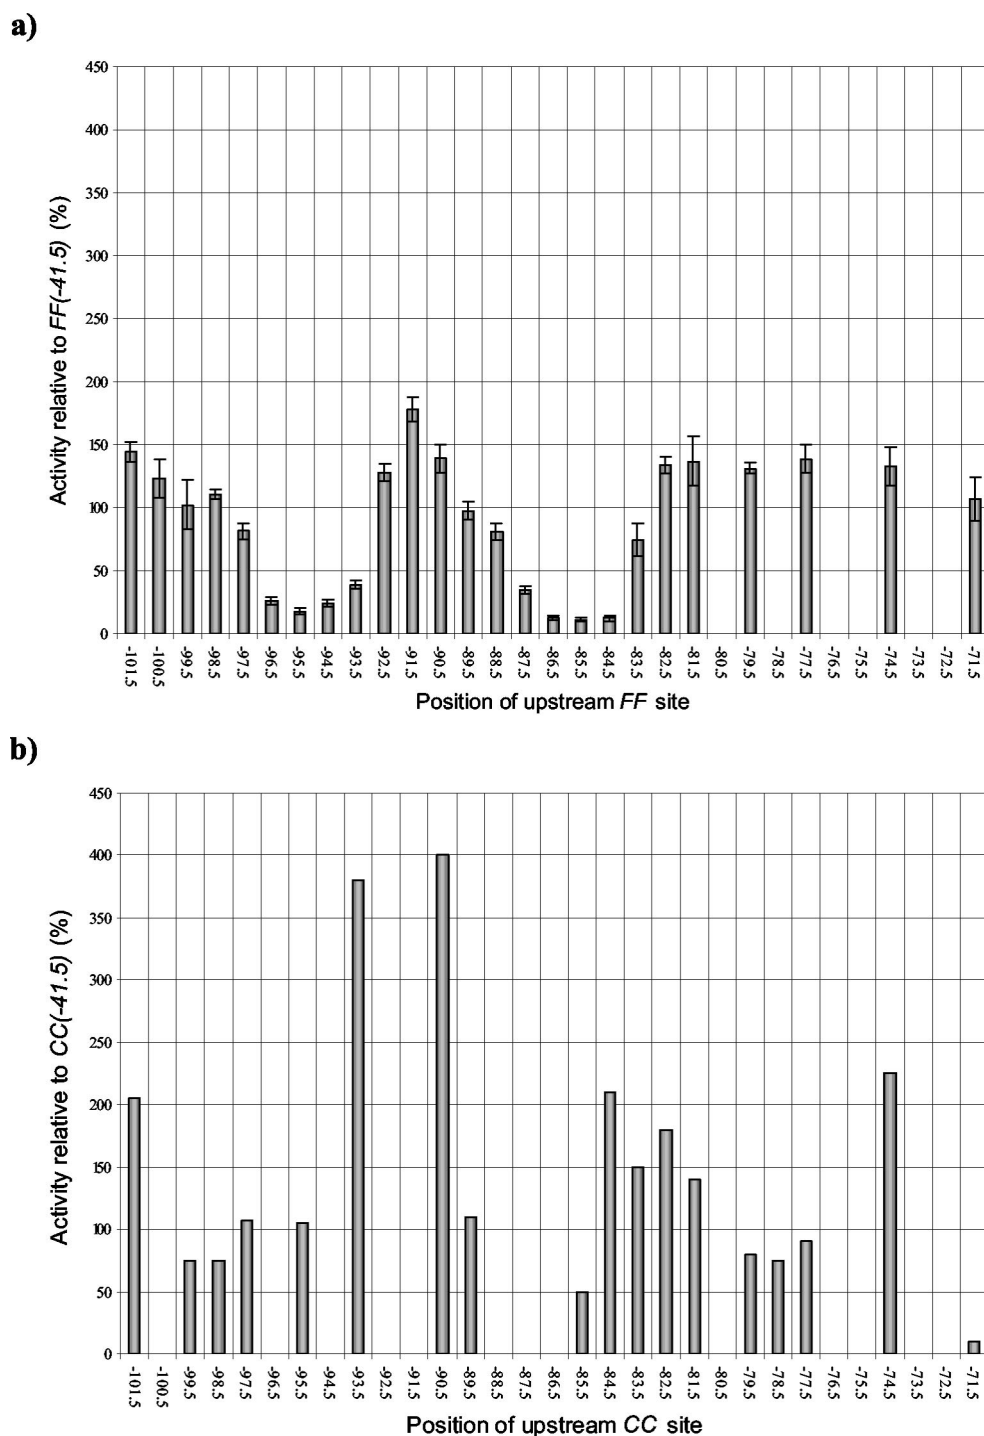 a)
450
400
350
300
250
200
150
100
50
0
Activity relative to FF(-41.5) (%)
-101.5 -100.5 -99.5 -98.5 -97.5 -96.5 -95.5 -94.5 -93.5 -92.5 -91.5 -90.5 -89.5 -88.5 -87.5 -86.5 -85.5 -84.5 -83.5 -82.5 -81.5 -80.5 -79.5 -78.5 -77.5 -76.5 -75.5 -74.5 -73.5 -72.5 -71.5
Position of upstream FF site
b)
450
400
350
300
250
200
150
100
50
0
Activity relative to CC(-41.5) (%)
-101.5 -100.5 -99.5 -98.5 -97.5 -96.5 -95.5 -94.5 -93.5 -92.5 -91.5 -90.5 -89.5 -88.5 -87.5 -86.5 -85.5 -84.5 -83.5 -82.5 -81.5 -80.5 -79.5 -78.5 -77.5 -76.5 -75.5 -74.5 -73.5 -72.5 -71.5
Position of upstream CC site